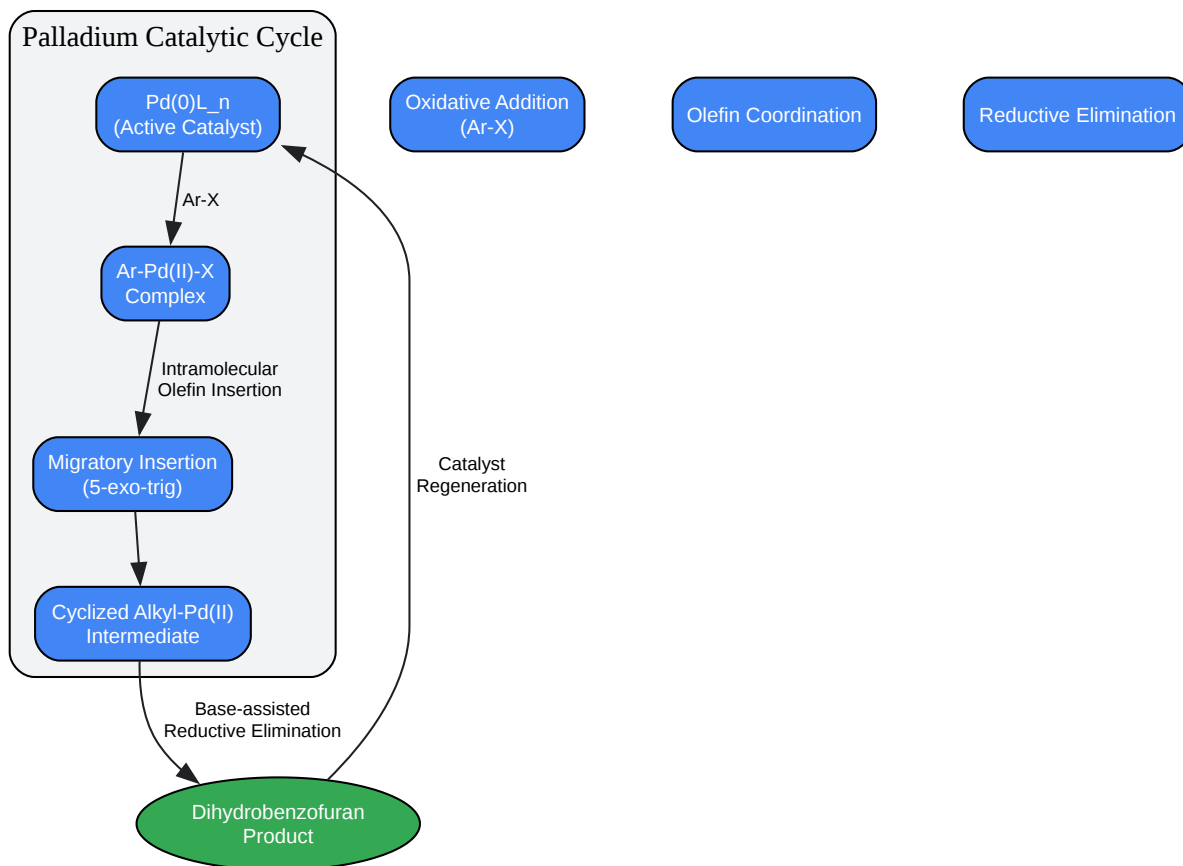 Palladium Catalytic Cycle
Pd(0)L_n
(Active Catalyst)
Oxidative Addition
(Ar-X)
Olefin Coordination
Reductive Elimination
Ar-X
Ar-Pd(II)-X
Complex
Intramolecular
Olefin Insertion
Migratory Insertion
(5-exo-trig)
Catalyst
Regeneration
Cyclized Alkyl-Pd(II)
Intermediate
Base-assisted
Reductive Elimination
Dihydrobenzofuran
Product